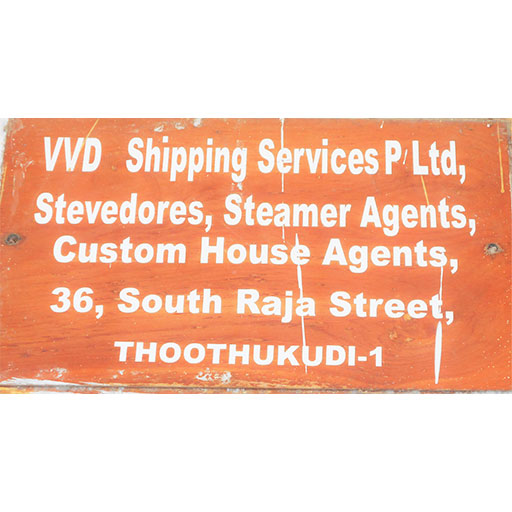 VVD Shipping Services P Ltd,
Stevedores, Steamer Agents,
Custom House Agents,
36, South Raja Street,
THOOTHUKUDI-1